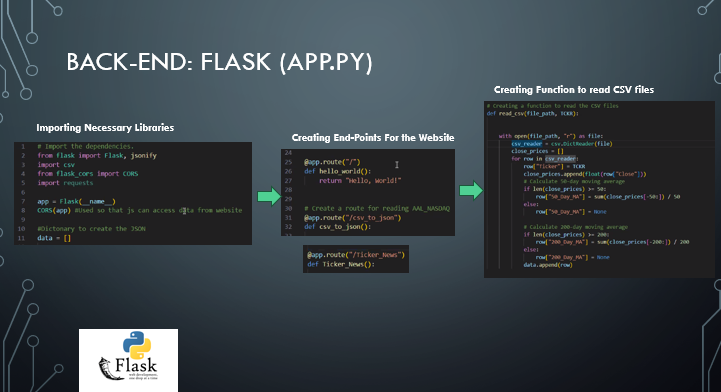 BACK-END: FLASK (APP.PY)
Importing Necessary Libraries
1 # Import the dependencies.
2 from flask import Flask, jsonify
3 import csv
4 from flask_cors import CORS
5 import requests
6
7 app = Flask(__name__)
8 CORS(app) #Used so that js can access data from website
9
10 #Dictonary to create the JSON
11 data = []
Creating End-Points For the Website
24
25 @app.route("/")
26 def hello_world():
27 return "Hello, World!"
28
29
30 # Create a route for reading AAL_NASDAQ
31 @app.route("/csv_to_json")
32 def csv_to_json():
@app.route("/Ticker_News")
def Ticker_News():
Creating Function to read CSV files
# Creating a function to read the CSV files
def read_csv(file_path, TCKR):
with open(file_path, "r") as file:
csv_reader = csv.DictReader(file)
close_prices = []
for row in csv_reader:
row["Ticker"] = TCKR
close_prices.append(float(row["Close"]))
# Calculate 50-day moving average
if len(close_prices) >= 50:
row["50_Day_MA"] = sum(close_prices[-50:]) / 50
else:
row["50_Day_MA"] = None
# Calculate 200-day moving average
if len(close_prices) >= 200:
row["200_Day_MA"] = sum(close_prices[-200:]) / 200
else:
row["200_Day_MA"] = None
data.append(row)
Flask
web development,
one drop at a time